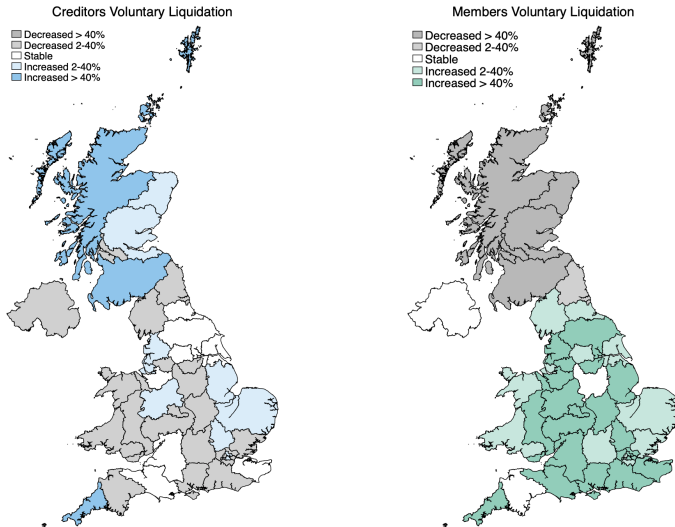 Creditors Voluntary Liquidation
Decreased > 40%
Decreased 2-40%
Stable
Increased 2-40%
Increased > 40%
Members Voluntary Liquidation
Decreased > 40%
Decreased 2-40%
Stable
Increased 2-40%
Increased > 40%